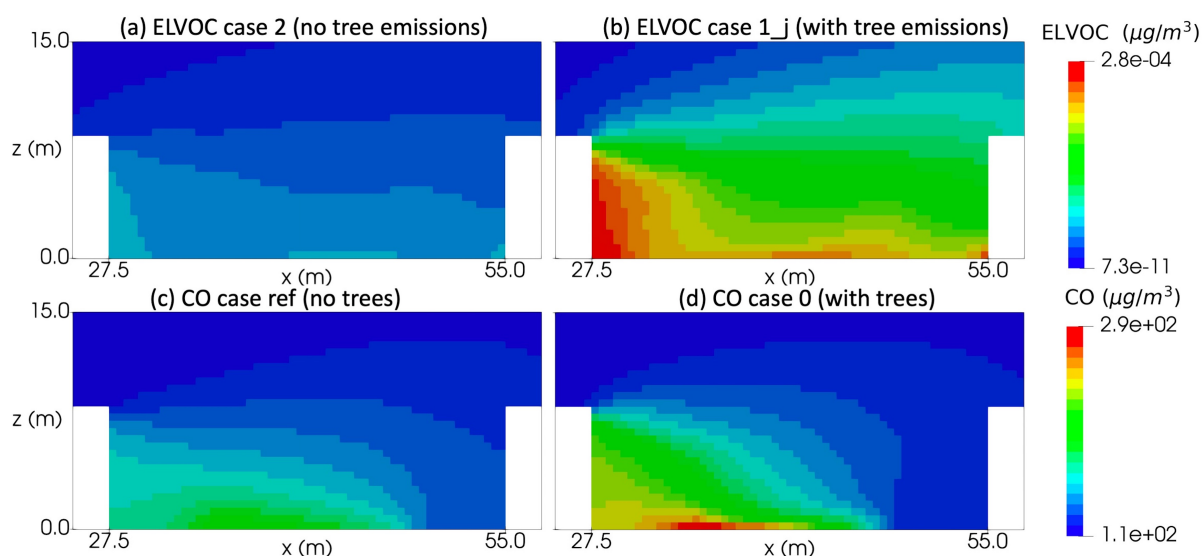 (a) ELVOC case 2 (no tree emissions)
(b) ELVOC case 1_j (with tree emissions)
ELVOC (μg/m³)
15.0
z (m)
0.0
27.5
x (m)
55.0
27.5
x (m)
55.0
2.8e-04
7.3e-11
(c) CO case ref (no trees)
(d) CO case 0 (with trees)
CO (μg/m³)
15.0
z (m)
0.0
27.5
x (m)
55.0
27.5
x (m)
55.0
2.9e+02
1.1e+02